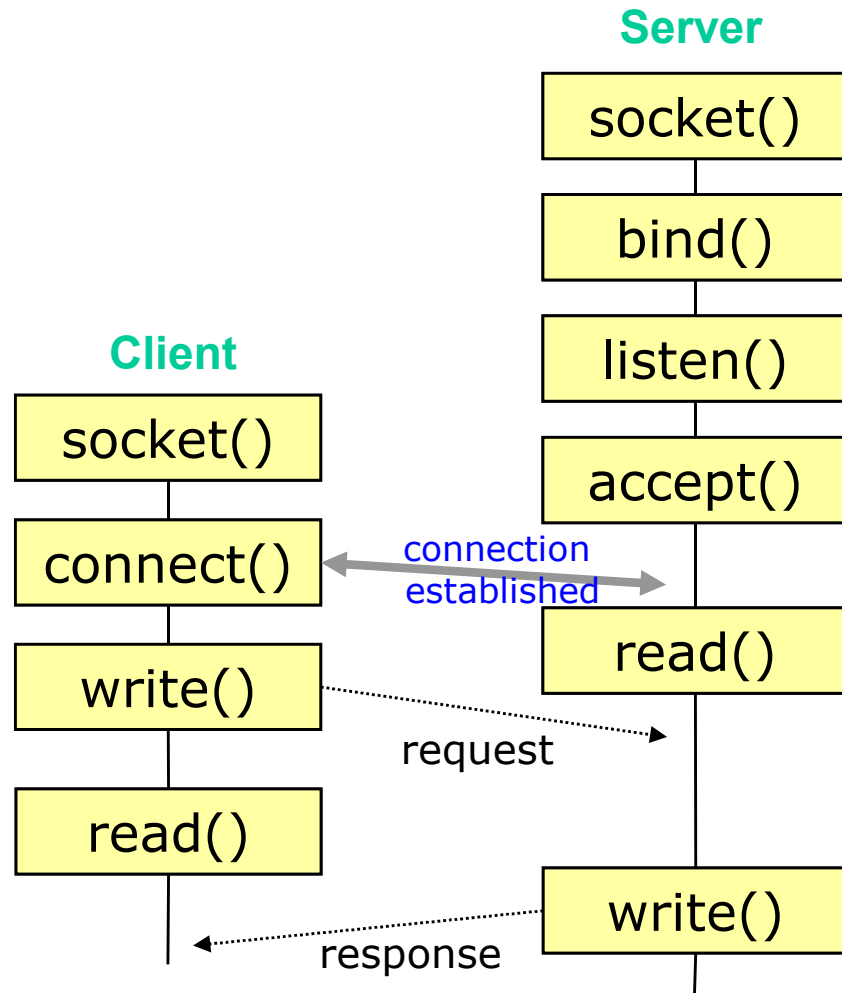 Server
socket()
bind()
listen()
Client
socket()
accept()
connect()
connection
established
read()
write()
request
read()
write()
response